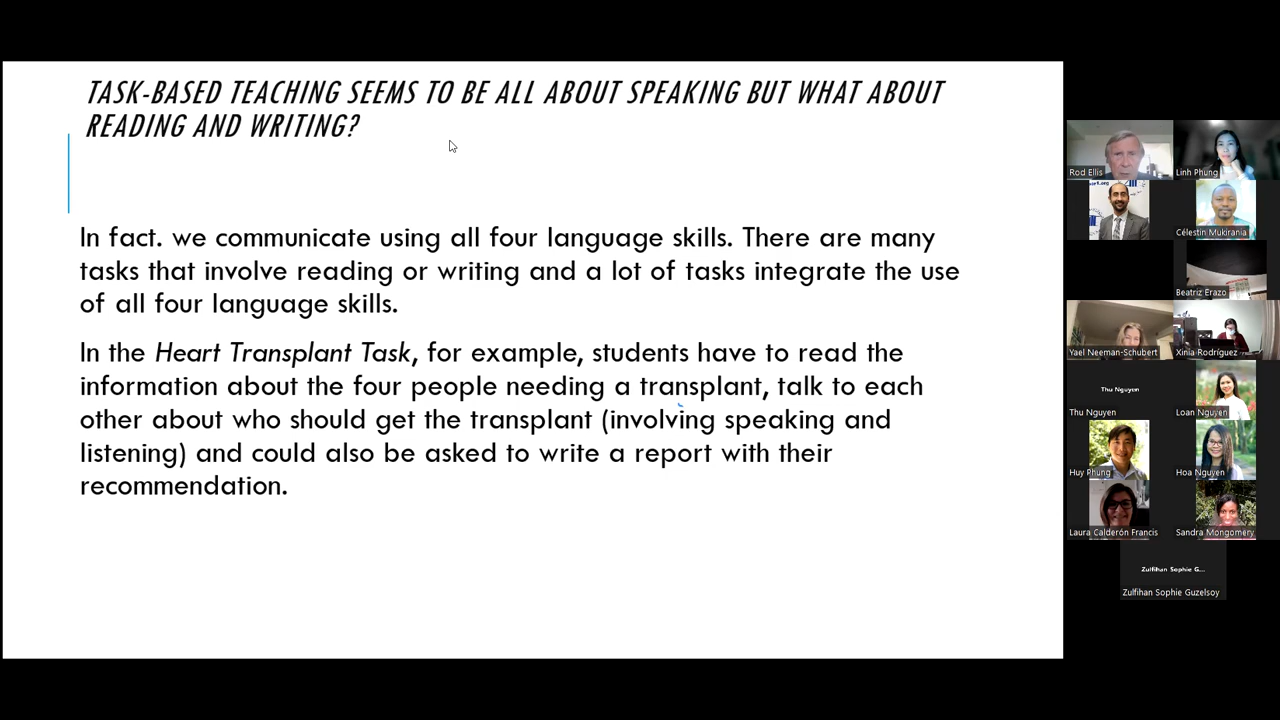 TASK-BASED TEACHING SEEMS TO BE ALL ABOUT SPEAKING BUT WHAT ABOUT
READING AND WRITING?
In fact. we communicate using all four language skills. There are many
tasks that involve reading or writing and a lot of tasks integrate the use
of all four language skills.
In the Heart Transplant Task, for example, students have to read the
information about the four people needing a transplant, talk to each
other about who should get the transplant (involving speaking and
listening) and could also be asked to write a report with their
recommendation.
Rod Ellis
Linh Phung
Célestin Mukirania
Beatriz Erazo
Yael Neeman-Schubert
Xinia Rodríguez
Thu Nguyen
Thu Nguyen
Loan Nguyen
Huy Phung
Hoa Nguyen
Laura Calderón Francis
Sandra Mongomery
Zulfihan Sophie G...
Zulfihan Sophie Guzelsoy